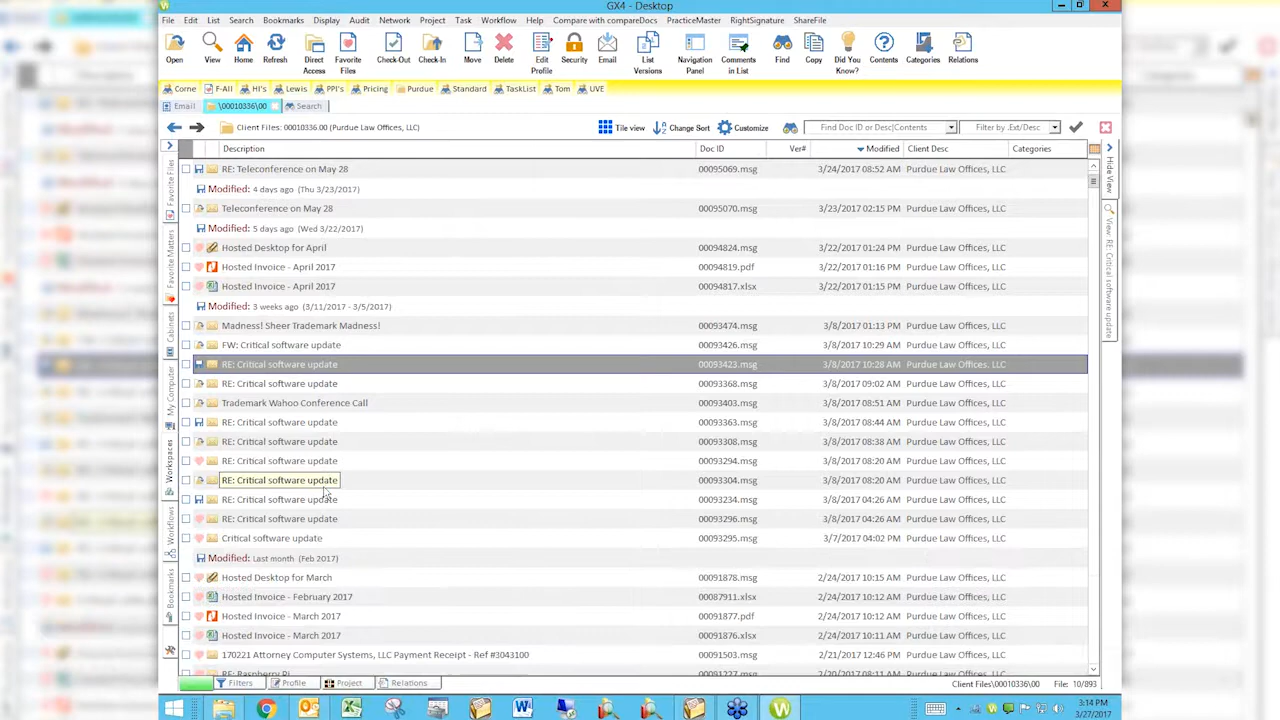 GX4 - Desktop
File Edit List Search Bookmarks Display Audit Network Project Task Workflow Help Compare with compareDocs PracticeMaster RightSignature ShareFile
Open View Home Refresh Direct Access Favorite Files Check-Out Check-In Move Delete Edit Profile Security Email List Versions Navigation Panel Comments in List Find Copy Did You Know? Contents Categories Relations
Corne F-All HI's Lewis PPI's Pricing Purdue Standard TaskList Tom UVE
Email \00010336\00 Search
Client Files: 00010336.00 (Purdue Law Offices, LLC) Tile view Change Sort Customize Find Doc ID or Desc|Contents Filter by .Ext/Desc
Description Doc ID Ver# Modified Client Desc Categories
RE: Teleconference on May 28 00095069.msg 3/24/2017 08:52 AM Purdue Law Offices, LLC
Modified: 4 days ago (Thu 3/23/2017)
Teleconference on May 28 00095070.msg 3/23/2017 02:15 PM Purdue Law Offices, LLC
Modified: 5 days ago (Wed 3/22/2017)
Hosted Desktop for April 00094824.msg 3/22/2017 01:24 PM Purdue Law Offices, LLC
Hosted Invoice - April 2017 00094819.pdf 3/22/2017 01:16 PM Purdue Law Offices, LLC
Hosted Invoice - April 2017 00094817.xlsx 3/22/2017 01:15 PM Purdue Law Offices, LLC
Modified: 3 weeks ago (3/11/2017 - 3/5/2017)
Madness! Sheer Trademark Madness! 00093474.msg 3/8/2017 01:13 PM Purdue Law Offices, LLC
FW: Critical software update 00093426.msg 3/8/2017 10:29 AM Purdue Law Offices, LLC
RE: Critical software update 00093423.msg 3/8/2017 10:28 AM Purdue Law Offices, LLC
RE: Critical software update 00093368.msg 3/8/2017 09:02 AM Purdue Law Offices, LLC
Trademark Wahoo Conference Call 00093403.msg 3/8/2017 08:51 AM Purdue Law Offices, LLC
RE: Critical software update 00093363.msg 3/8/2017 08:44 AM Purdue Law Offices, LLC
RE: Critical software update 00093308.msg 3/8/2017 08:38 AM Purdue Law Offices, LLC
RE: Critical software update 00093294.msg 3/8/2017 08:20 AM Purdue Law Offices, LLC
RE: Critical software update 00093304.msg 3/8/2017 08:20 AM Purdue Law Offices, LLC
RE: Critical software update 00093234.msg 3/8/2017 04:26 AM Purdue Law Offices, LLC
RE: Critical software update 00093296.msg 3/8/2017 04:26 AM Purdue Law Offices, LLC
Critical software update 00093295.msg 3/7/2017 04:02 PM Purdue Law Offices, LLC
Modified: Last month (Feb 2017)
Hosted Desktop for March 00091878.msg 2/24/2017 10:15 AM Purdue Law Offices, LLC
Hosted Invoice - February 2017 00087911.xlsx 2/24/2017 10:12 AM Purdue Law Offices, LLC
Hosted Invoice - March 2017 00091877.pdf 2/24/2017 10:12 AM Purdue Law Offices, LLC
Hosted Invoice - March 2017 00091876.xlsx 2/24/2017 10:11 AM Purdue Law Offices, LLC
170221 Attorney Computer Systems, LLC Payment Receipt - Ref #3043100 00091503.msg 2/21/2017 12:46 PM Purdue Law Offices, LLC
RE: Raspberry Pi
Favorite Files
Favorite Matters
Cabinets
My Computer
Workspaces
Workflows
Bookmarks
Hide View
View: RE: Critical software update
Filters Profile Project Relations Client Files\00010336\00 File: 10/893
3:14 PM
3/27/2017